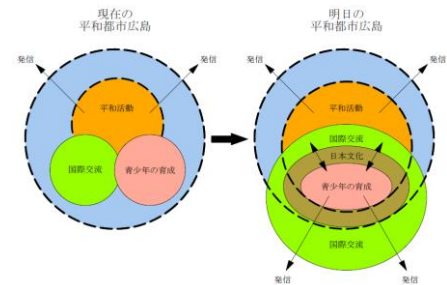 現在の
平和都市広島
発信
発信
平和活動
国際交流
青少年の育成
明日の
平和都市広島
発信
発信
平和活動
国際交流
日本文化
青少年の育成
国際交流
発信
発信